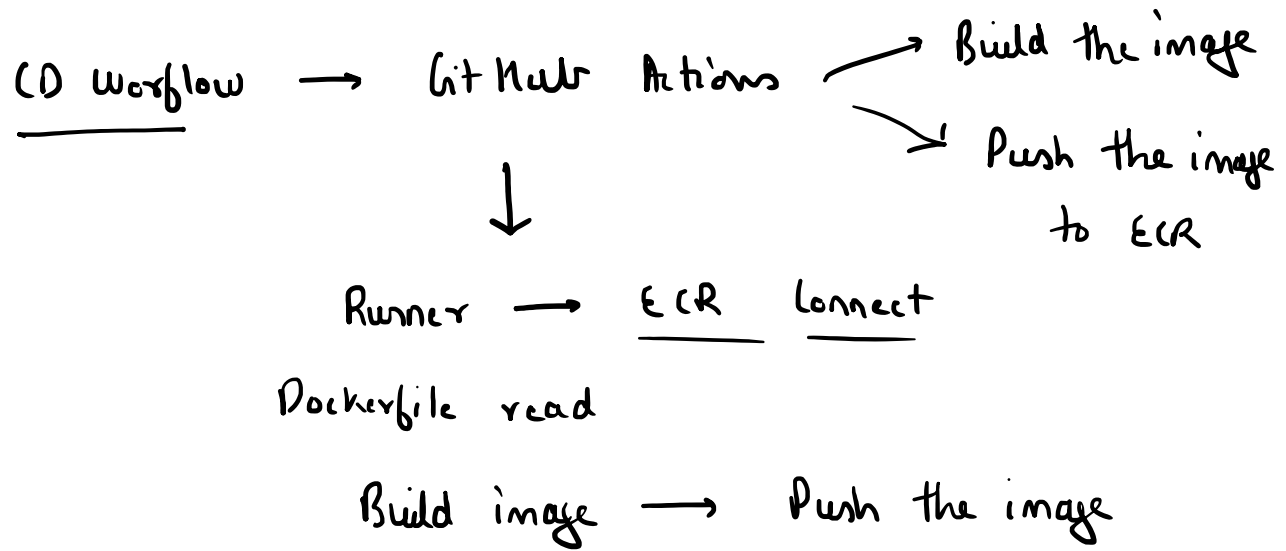 CD Worflow → GitHub Actions → Build the image
→ Push the image
to ECR
↓
Runner → ECR Connect
Dockerfile read
Build image → Push the image